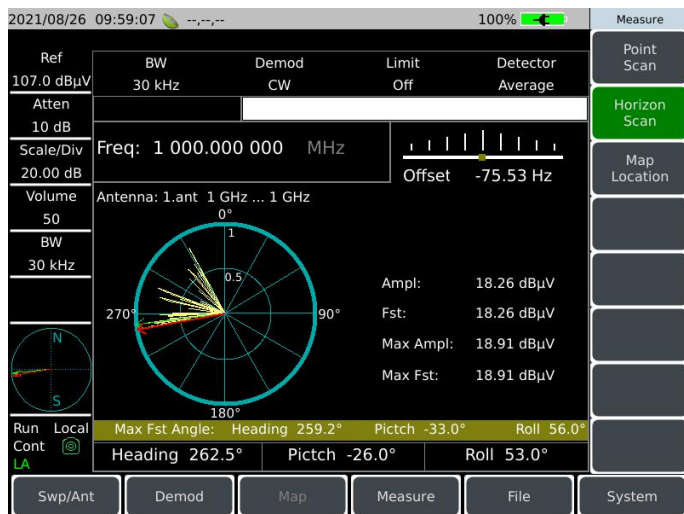 2021/08/26 09:59:07 --,--,-- 100%
Measure
Ref
107.0 dBμV
Atten
10 dB
Scale/Div
20.00 dB
Volume
50
BW
30 kHz
N
S
Run Local
Cont
LA
BW Demod Limit Detector
30 kHz CW Off Average
Freq: 1 000.000 000 MHz
Offset -75.53 Hz
Antenna: 1.ant 1 GHz ... 1 GHz
0°
1
0.5
270°
90°
180°
Ampl: 18.26 dBμV
Fst: 18.26 dBμV
Max Ampl: 18.91 dBμV
Max Fst: 18.91 dBμV
Max Fst Angle: Heading 259.2° Pictch -33.0° Roll 56.0°
Heading 262.5° Pictch -26.0° Roll 53.0°
Point
Scan
Horizon
Scan
Map
Location
Swp/Ant Demod Map Measure File System